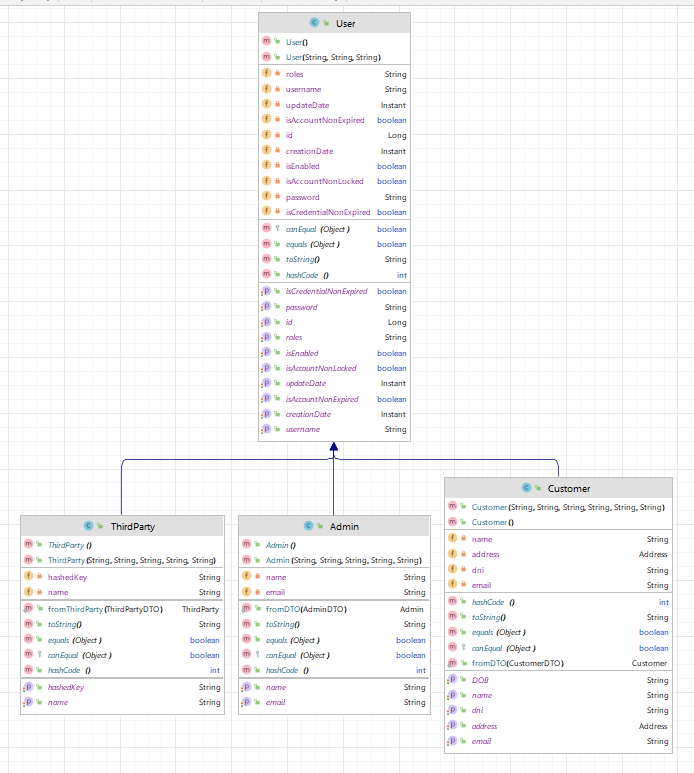 User
User()
User(String, String, String)
roles String
username String
updateDate Instant
isAccountNonExpired boolean
id Long
creationDate Instant
isEnabled boolean
isAccountNonLocked boolean
password String
isCredentialNonExpired boolean
canEqual (Object) boolean
equals (Object) boolean
toString() String
hashCode () int
isCredentialNonExpired boolean
password String
id Long
roles String
isEnabled boolean
isAccountNonLocked boolean
updateDate Instant
isAccountNonExpired boolean
creationDate Instant
username String
ThirdParty
ThirdParty ()
ThirdParty(String, String, String, String, String)
hashedKey String
name String
fromThirdParty(ThirdPartyDTO) ThirdParty
toString() String
equals (Object) boolean
canEqual (Object) boolean
hashCode () int
hashedKey String
name String
Admin
Admin ()
Admin (String, String, String, String, String)
name String
email String
fromDTO(AdminDTO) Admin
toString() String
equals (Object) boolean
canEqual (Object) boolean
hashCode () int
name String
email String
Customer
Customer(String, String, String, String, String, String)
Customer()
name String
address Address
dni String
email String
hashCode () int
toString() String
equals (Object) boolean
canEqual (Object) boolean
fromDTO(CustomerDTO) Customer
DOB String
name String
dni String
address Address
email String